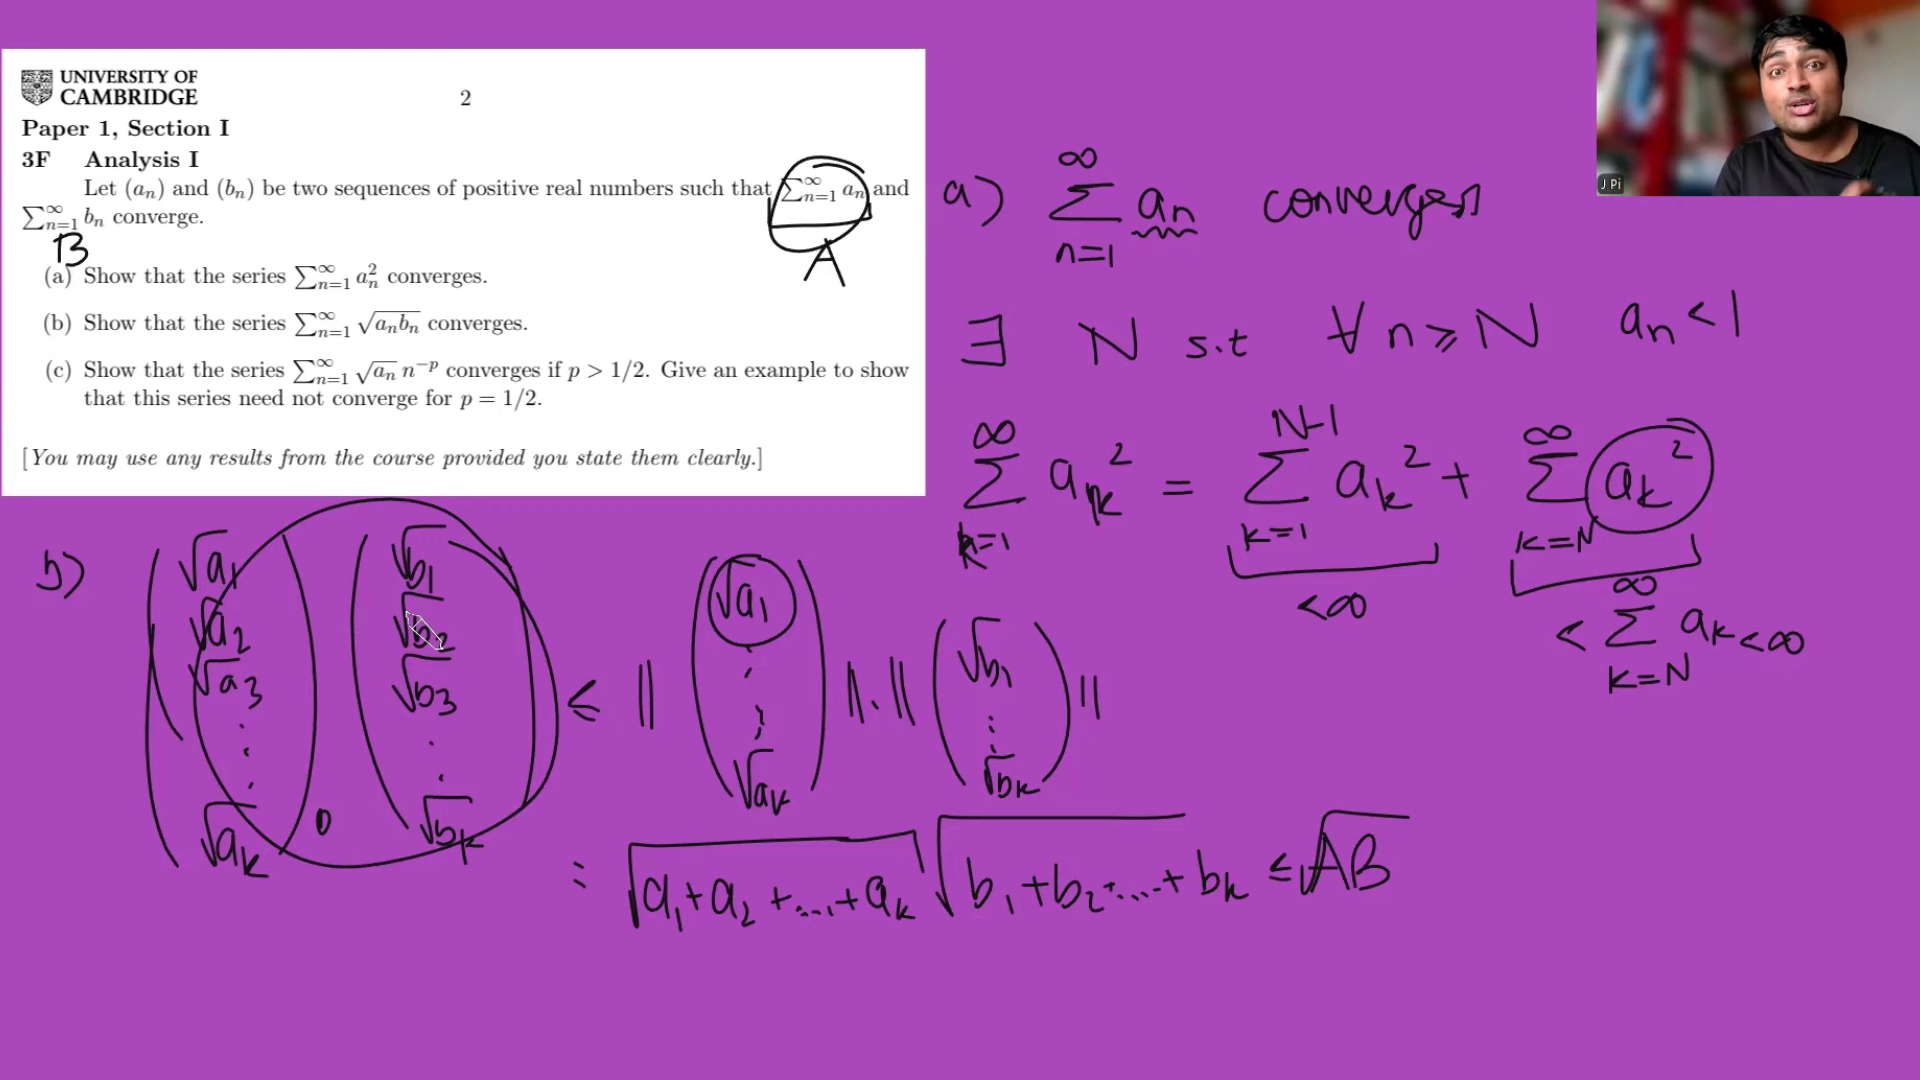 UNIVERSITY OF
CAMBRIDGE
2
Paper 1, Section I
3F Analysis I
Let (aₙ) and (bₙ) be two sequences of positive real numbers such that ∑ₙ₌₁^∞ aₙ and
∑ₙ₌₁^∞ bₙ converge.
A
B
(a) Show that the series ∑ₙ₌₁^∞ aₙ² converges.
(b) Show that the series ∑ₙ₌₁^∞ √(aₙbₙ) converges.
(c) Show that the series ∑ₙ₌₁^∞ √aₙ n^{-p} converges if p > 1/2. Give an example to show
that this series need not converge for p = 1/2.
[You may use any results from the course provided you state them clearly.]
J Pi
a) ∑_{n=1}^∞ aₙ converges
∃ N s.t ∀ n ⩾ N aₙ < 1
∑_{k=1}^∞ aₖ² = ∑_{k=1}^{N-1} aₖ² + ∑_{k=N}^∞ aₖ²
<∞
< ∑_{k=N}^∞ aₖ < ∞
b) (√a₁ √a₂ √a₃ ⋮ √aₖ) · (√b₁ √b₂ √b₃ ⋮ √bₖ) ≤ ‖(√a₁ ⋮ √aₖ)‖.‖(√b₁ ⋮ √bₖ)‖
= √(a₁+a₂+...+aₖ) √(b₁+b₂+...+bₖ) ≤ √AB